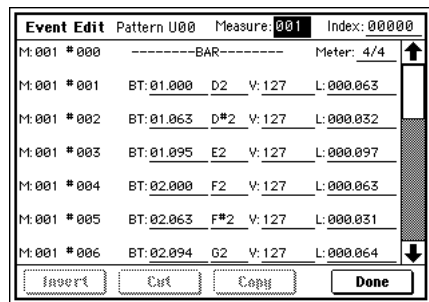 Event Edit Pattern U00 Measure: 001 Index: 00000
M: 001 # 000 --------BAR-------- Meter: 4/4
M: 001 # 001 BT: 01.000 D2 V: 127 L: 000.063
M: 001 # 002 BT: 01.063 D#2 V: 127 L: 000.032
M: 001 # 003 BT: 01.095 E2 V: 127 L: 000.097
M: 001 # 004 BT: 02.000 F2 V: 127 L: 000.063
M: 001 # 005 BT: 02.063 F#2 V: 127 L: 000.031
M: 001 # 006 BT: 02.094 G2 V: 127 L: 000.064
Insert Cut Copy Done